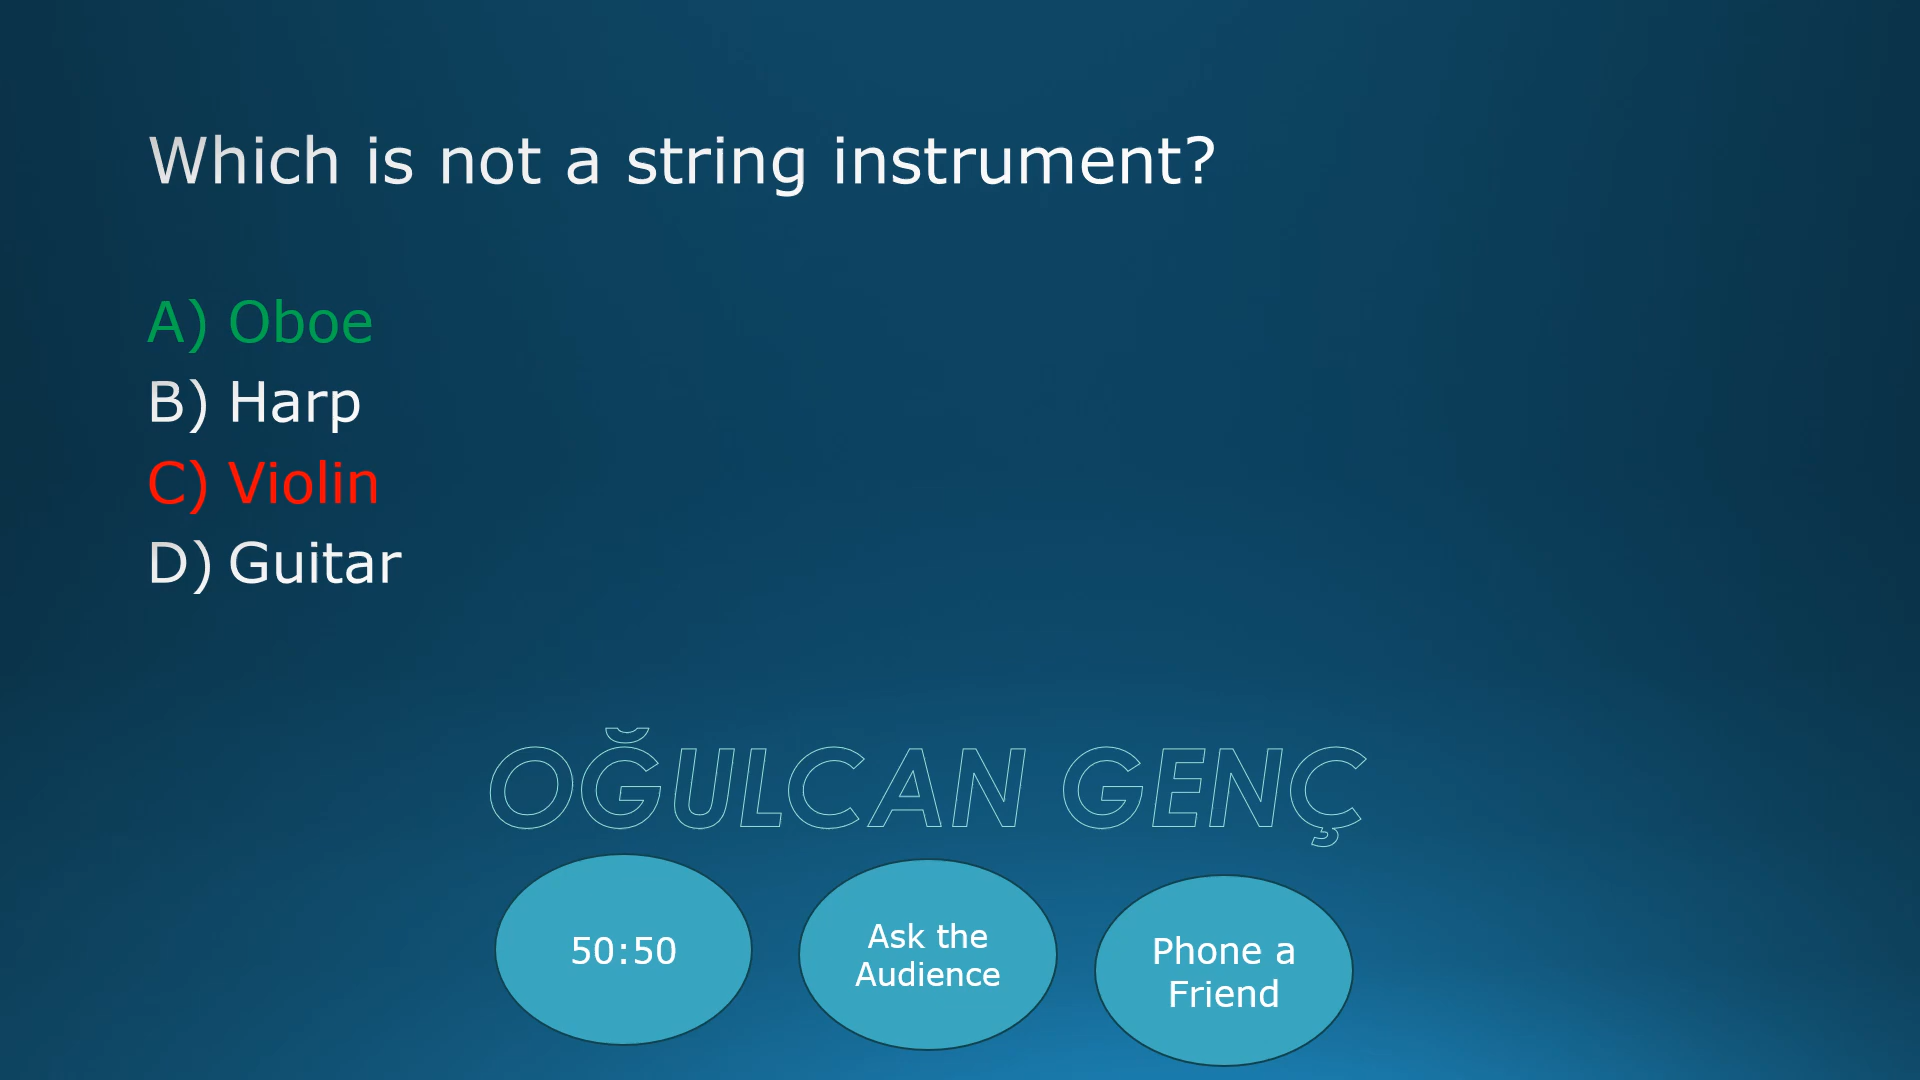 Which is not a string instrument?
A) Oboe
B) Harp
C) Violin
D) Guitar
OĞULCAN GENÇ
50:50
Ask the
Audience
Phone a
Friend